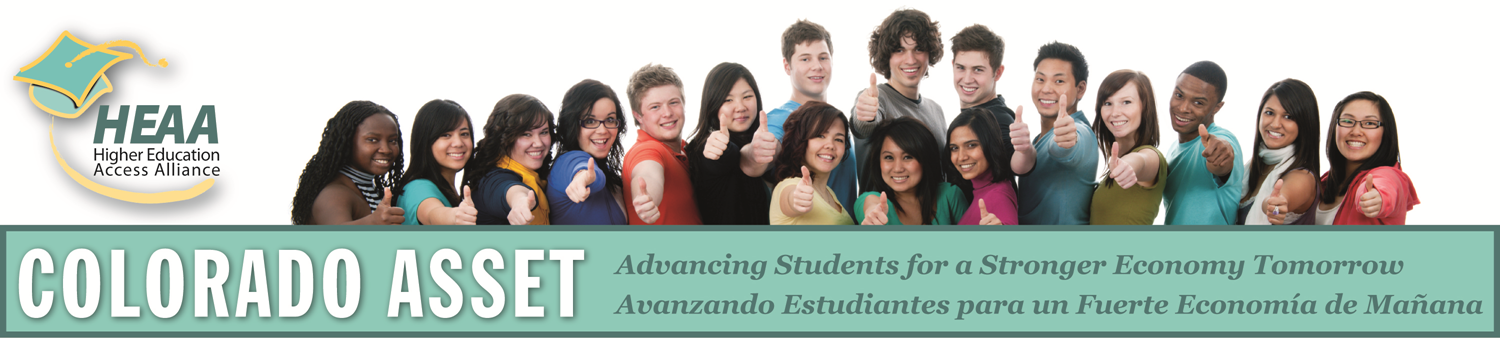 HEAA
Higher Education
Access Alliance
COLORADO ASSET
Advancing Students for a Stronger Economy Tomorrow
Avanzando Estudiantes para un Fuerte Economía de Mañana